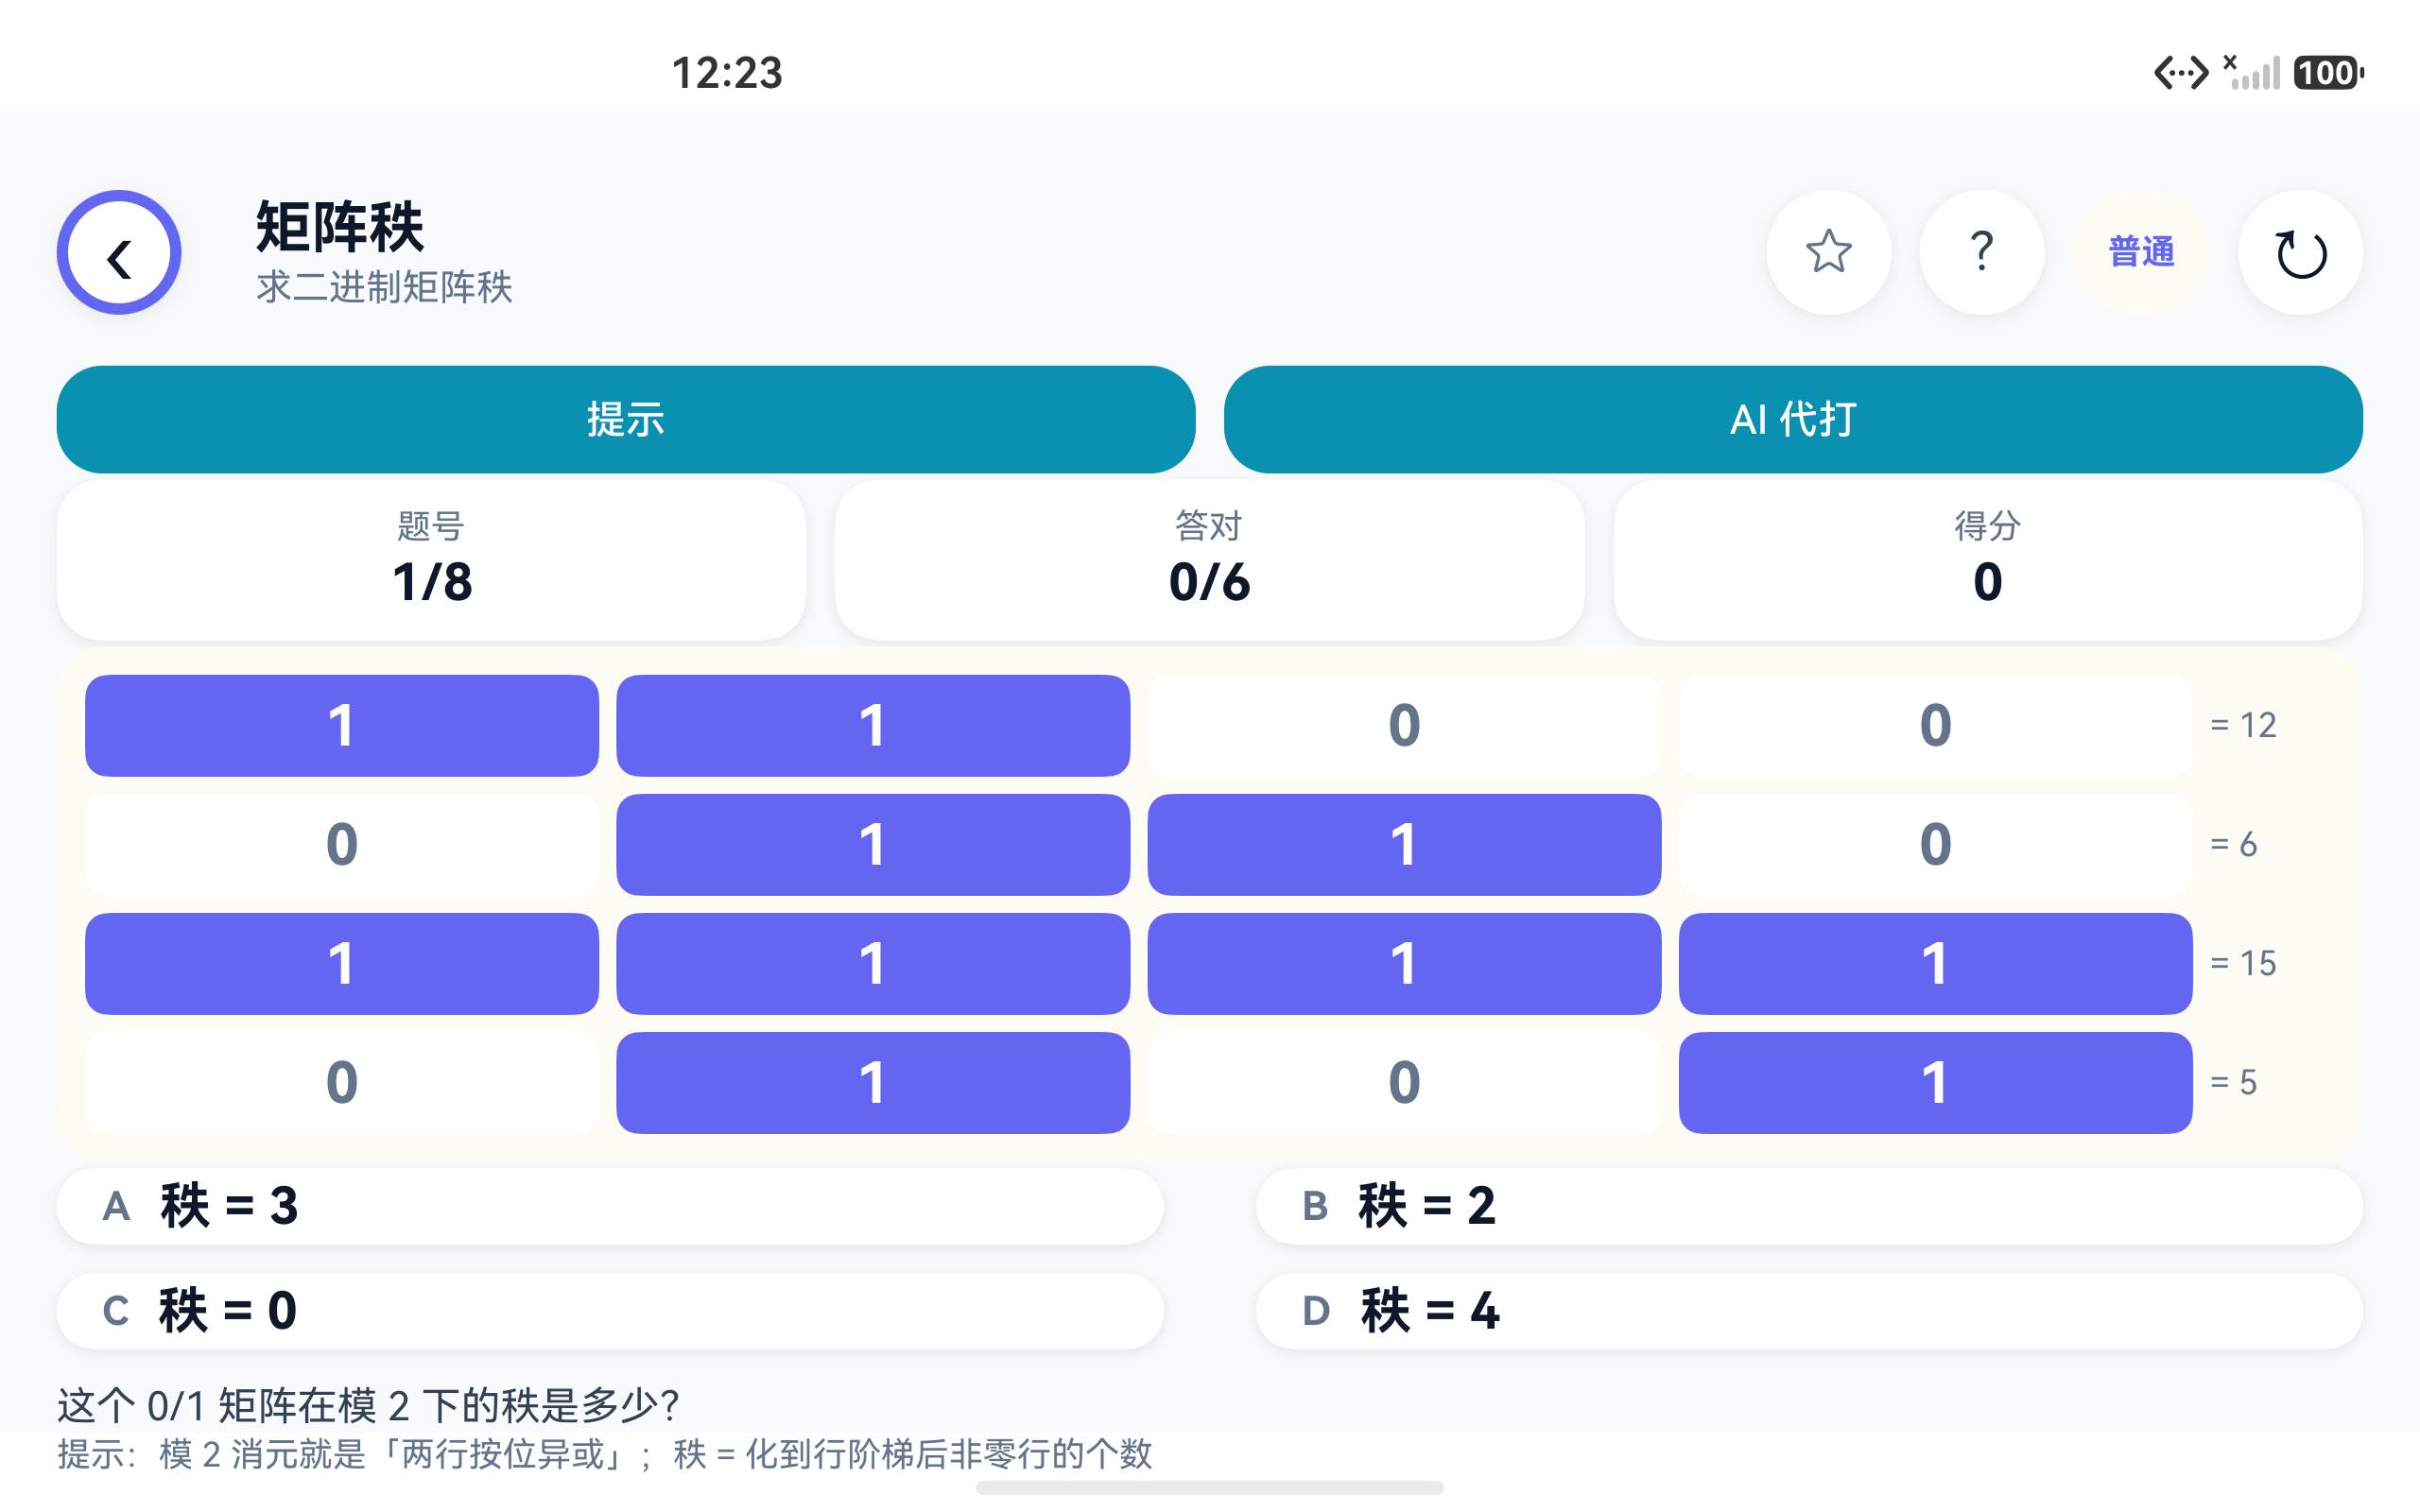 12:23
100
矩阵秩
求二进制矩阵秩
?
普通
提示
AI 代打
题号
1/8
答对
0/6
得分
0
1 1 0 0 = 12
0 1 1 0 = 6
1 1 1 1 = 15
0 1 0 1 = 5
A 秩 = 3
B 秩 = 2
C 秩 = 0
D 秩 = 4
这个 0/1 矩阵在模 2 下的秩是多少?
提示：模 2 消元就是「两行按位异或」；秩 = 化到行阶梯后非零行的个数